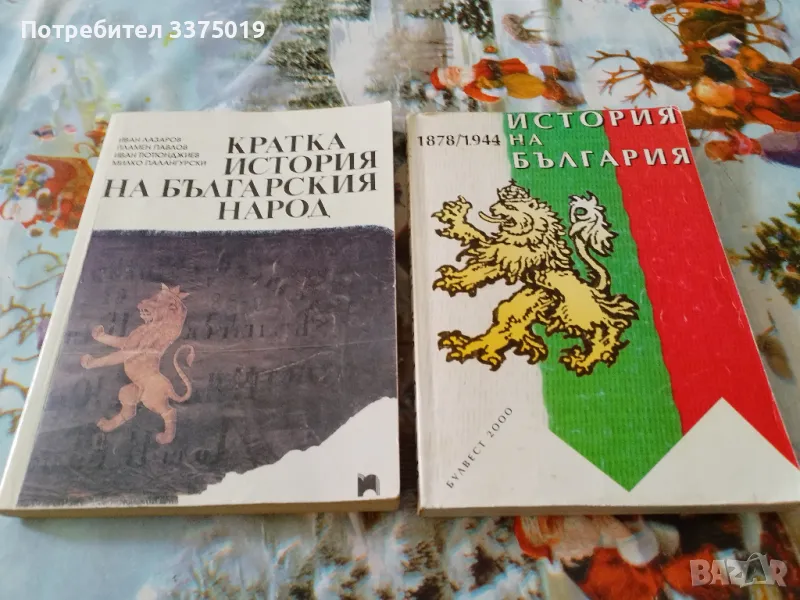 Потребител 3375019
ИВАН ЛАЗАРОВ
ПЛАМЕН ПАВЛОВ
ИВАН ТЮТЮНДЖИЕВ
МИЛКО ПАЛАНГУРСКИ
КРАТКА
ИСТОРИЯ
НА БЪЛГАРСКИЯ
НАРОД
1878/1944
ИСТОРИЯ
НА
БЪЛГАРИЯ
БУЛВЕСТ 2000
BAZAR